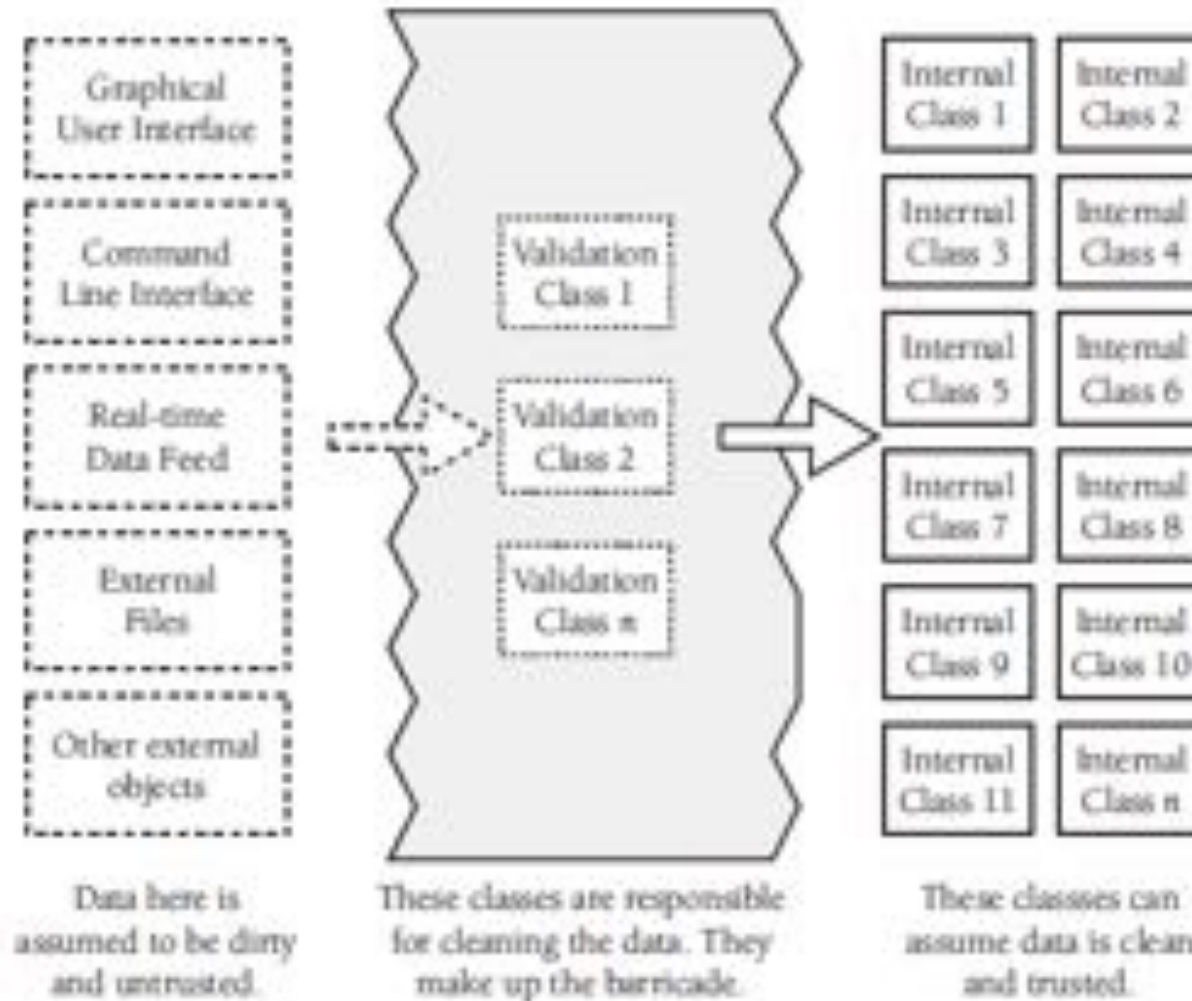 Graphical
User Interface
Command
Line Interface
Real-time
Data Feed
External
Files
Other external
objects
Data here is
assumed to be dirty
and untrusted.
Validation
Class 1
Validation
Class 2
Validation
Class n
These classes are responsible
for cleaning the data. They
make up the barricade.
Internal
Class 1
Internal
Class 2
Internal
Class 3
Internal
Class 4
Internal
Class 5
Internal
Class 6
Internal
Class 7
Internal
Class 8
Internal
Class 9
Internal
Class 10
Internal
Class 11
Internal
Class n
These classses can
assume data is clean
and trusted.